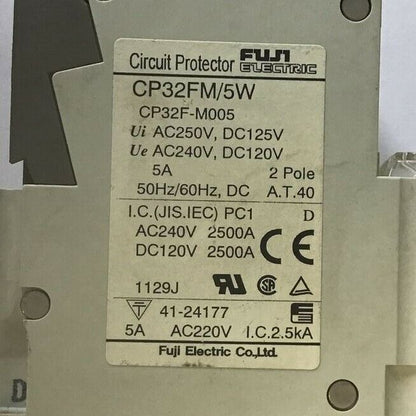 Circuit Protector FUJI ELECTRIC
CP32FM/5W
CP32F-M005
Ui AC250V, DC125V
Ue AC240V, DC120V
5A 2 Pole
50Hz/60Hz, DC A.T.40
I.C.(JIS.IEC) PC1 D
AC240V 2500A CE
DC120V 2500A
1129J
41-24177
5A AC220V I.C.2.5kA
Fuji Electric Co.,Ltd.
D